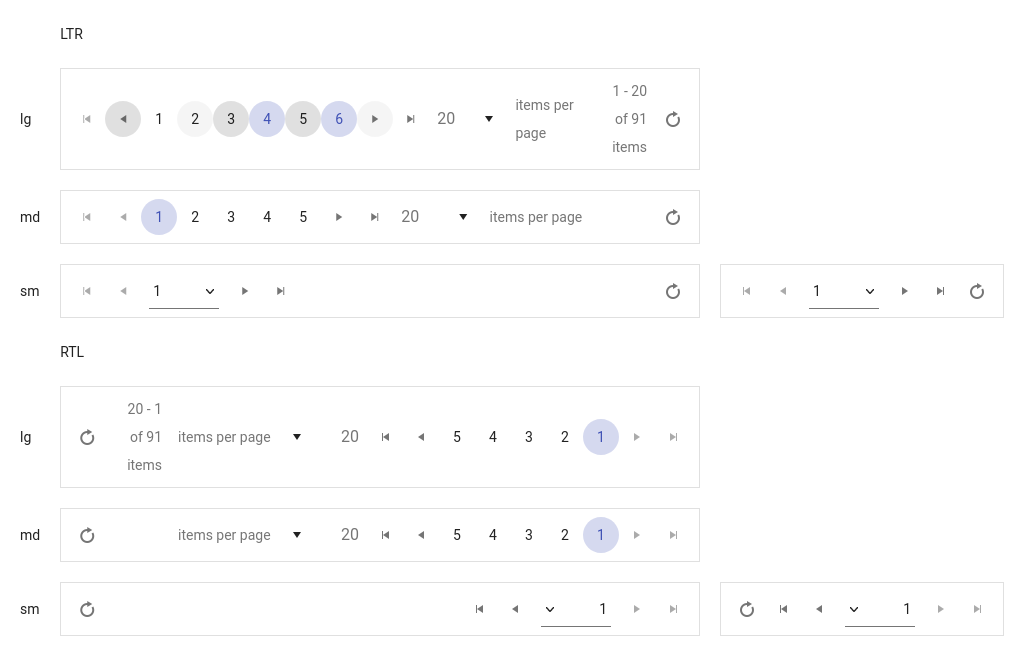 LTR
lg
1 2 3 4 5 6 20 items per page 1 - 20 of 91 items
md
1 2 3 4 5 20 items per page
sm
1
1
RTL
lg
20 - 1 of 91 items items per page 20 5 4 3 2 1
md
items per page 20 5 4 3 2 1
sm
1
1